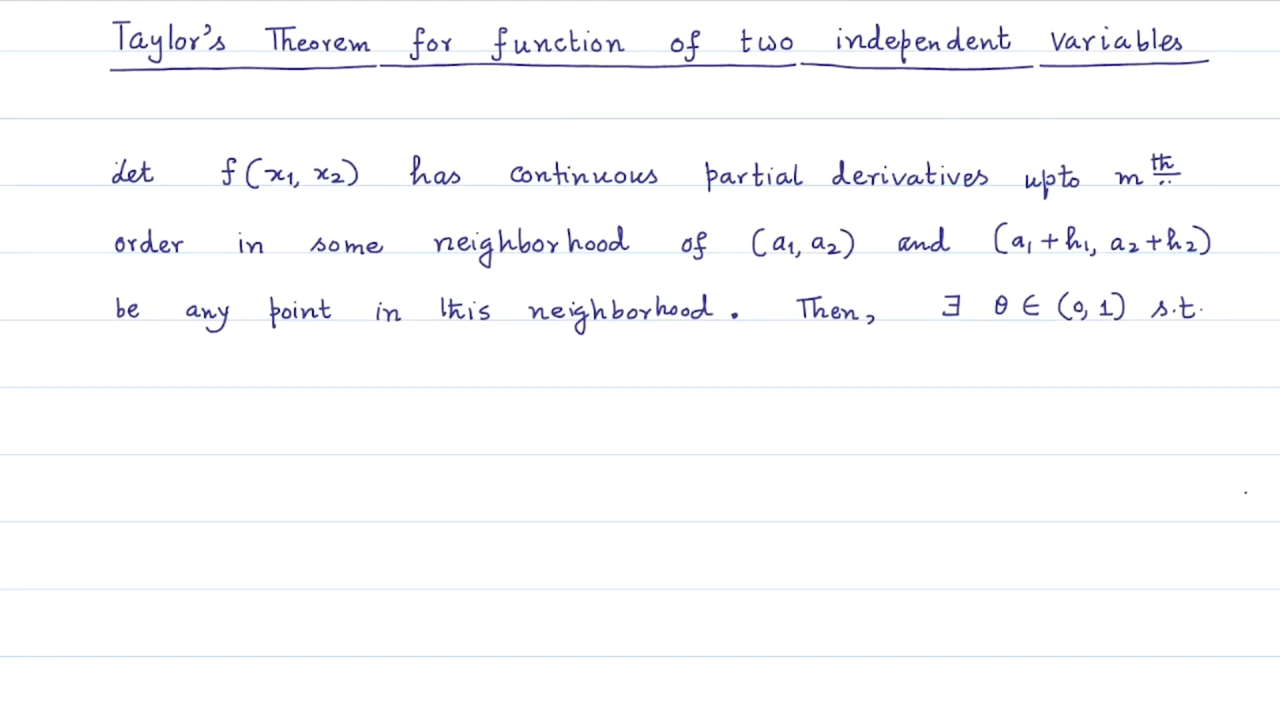 Taylor's Theorem for function of two independent variables
Let f(x₁, x₂) has continuous partial derivatives upto m th
order in some neighborhood of (a₁, a₂) and (a₁+h₁, a₂+h₂)
be any point in this neighborhood. Then, ∃ θ ∈ (0, 1) s.t.